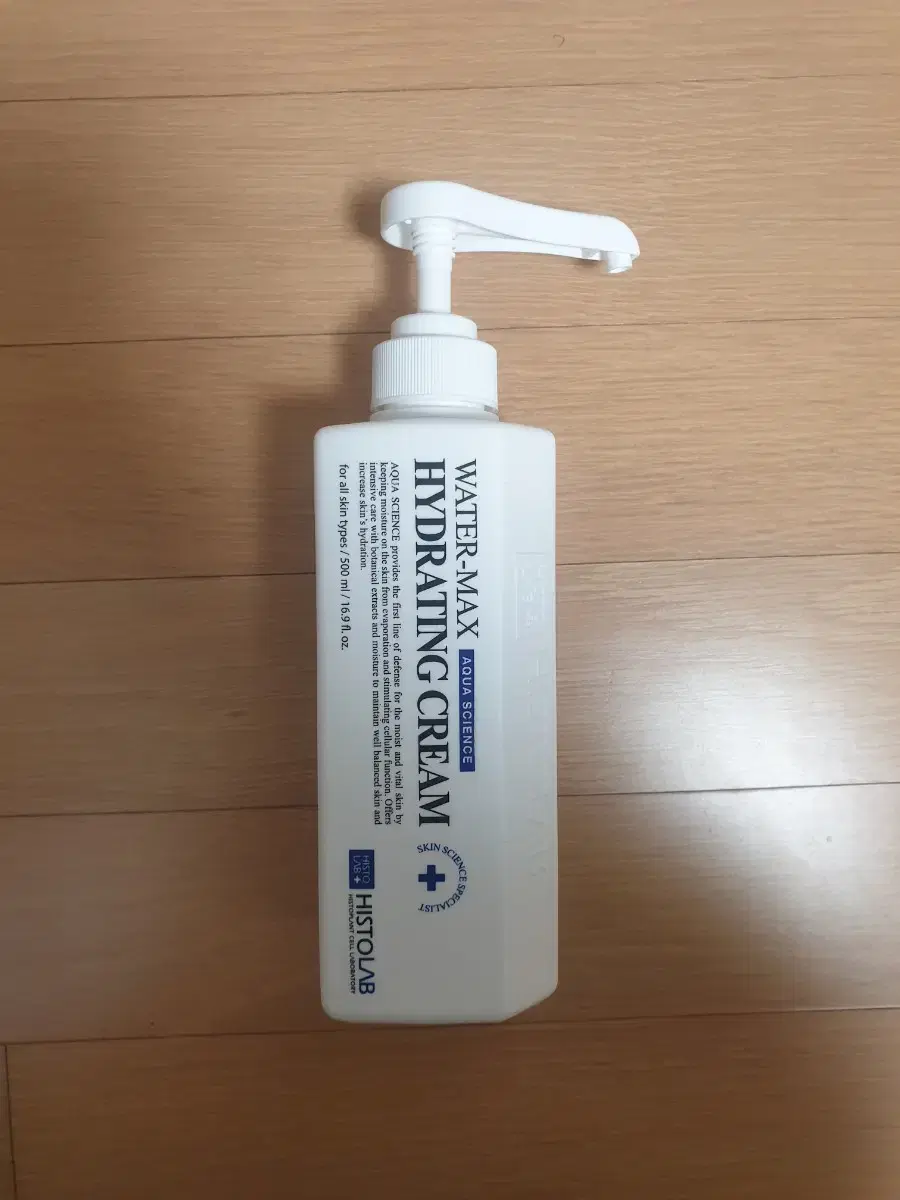 WATER-MAX AQUA SCIENCE
HYDRATING CREAM
AQUA SCIENCE provides the first line of defense for the moist and vital skin by
keeping moisture on the skin from evaporation and stimulating cellular function. Offers
intensive care with botanical extracts and moisture to maintain well balanced skin and
increase skin's hydration.
for all skin types / 500 ml / 16.9 fl. oz.
SKIN SCIENCE SPECIALIST
HISTO
LAB +
HISTOLAB
HISTOPLANT CELL LABORATORY